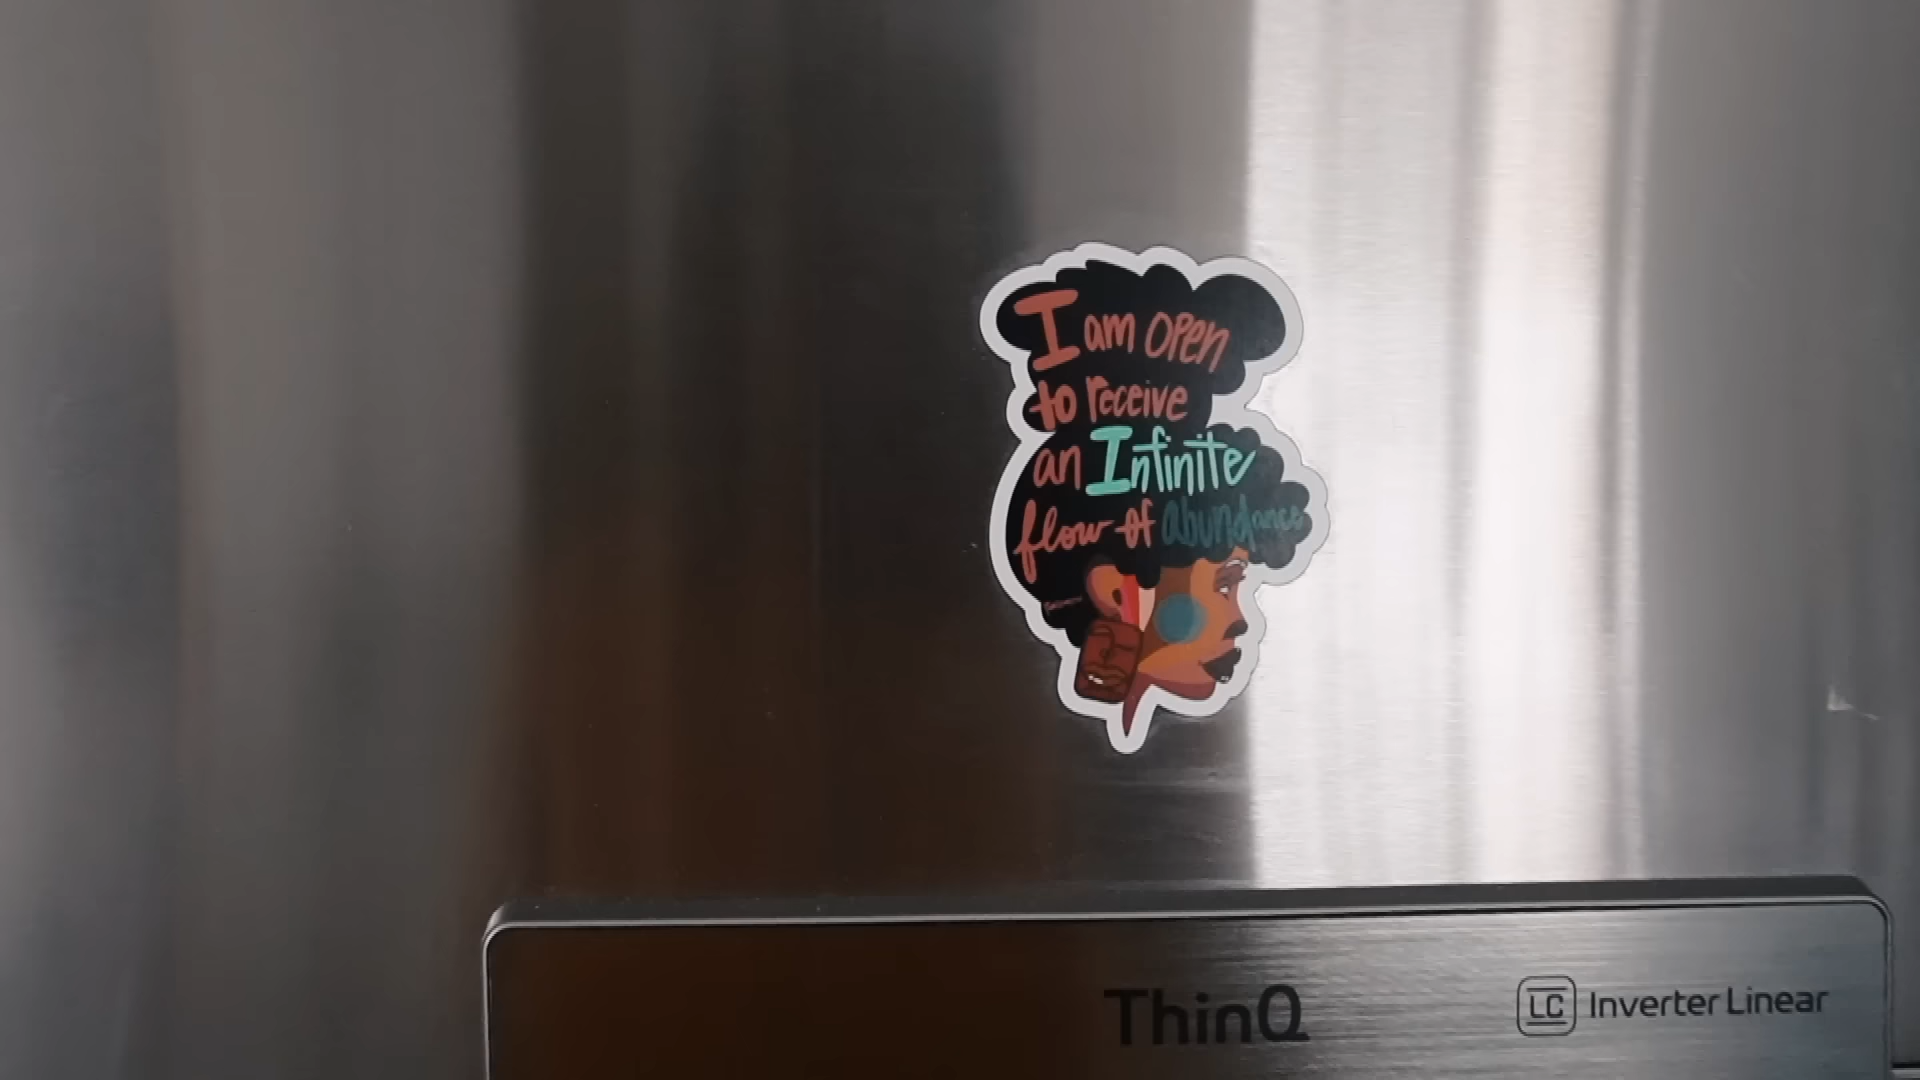 I am open
to receive
an Infinite
flow of abundance
ThinQ
LC Inverter Linear